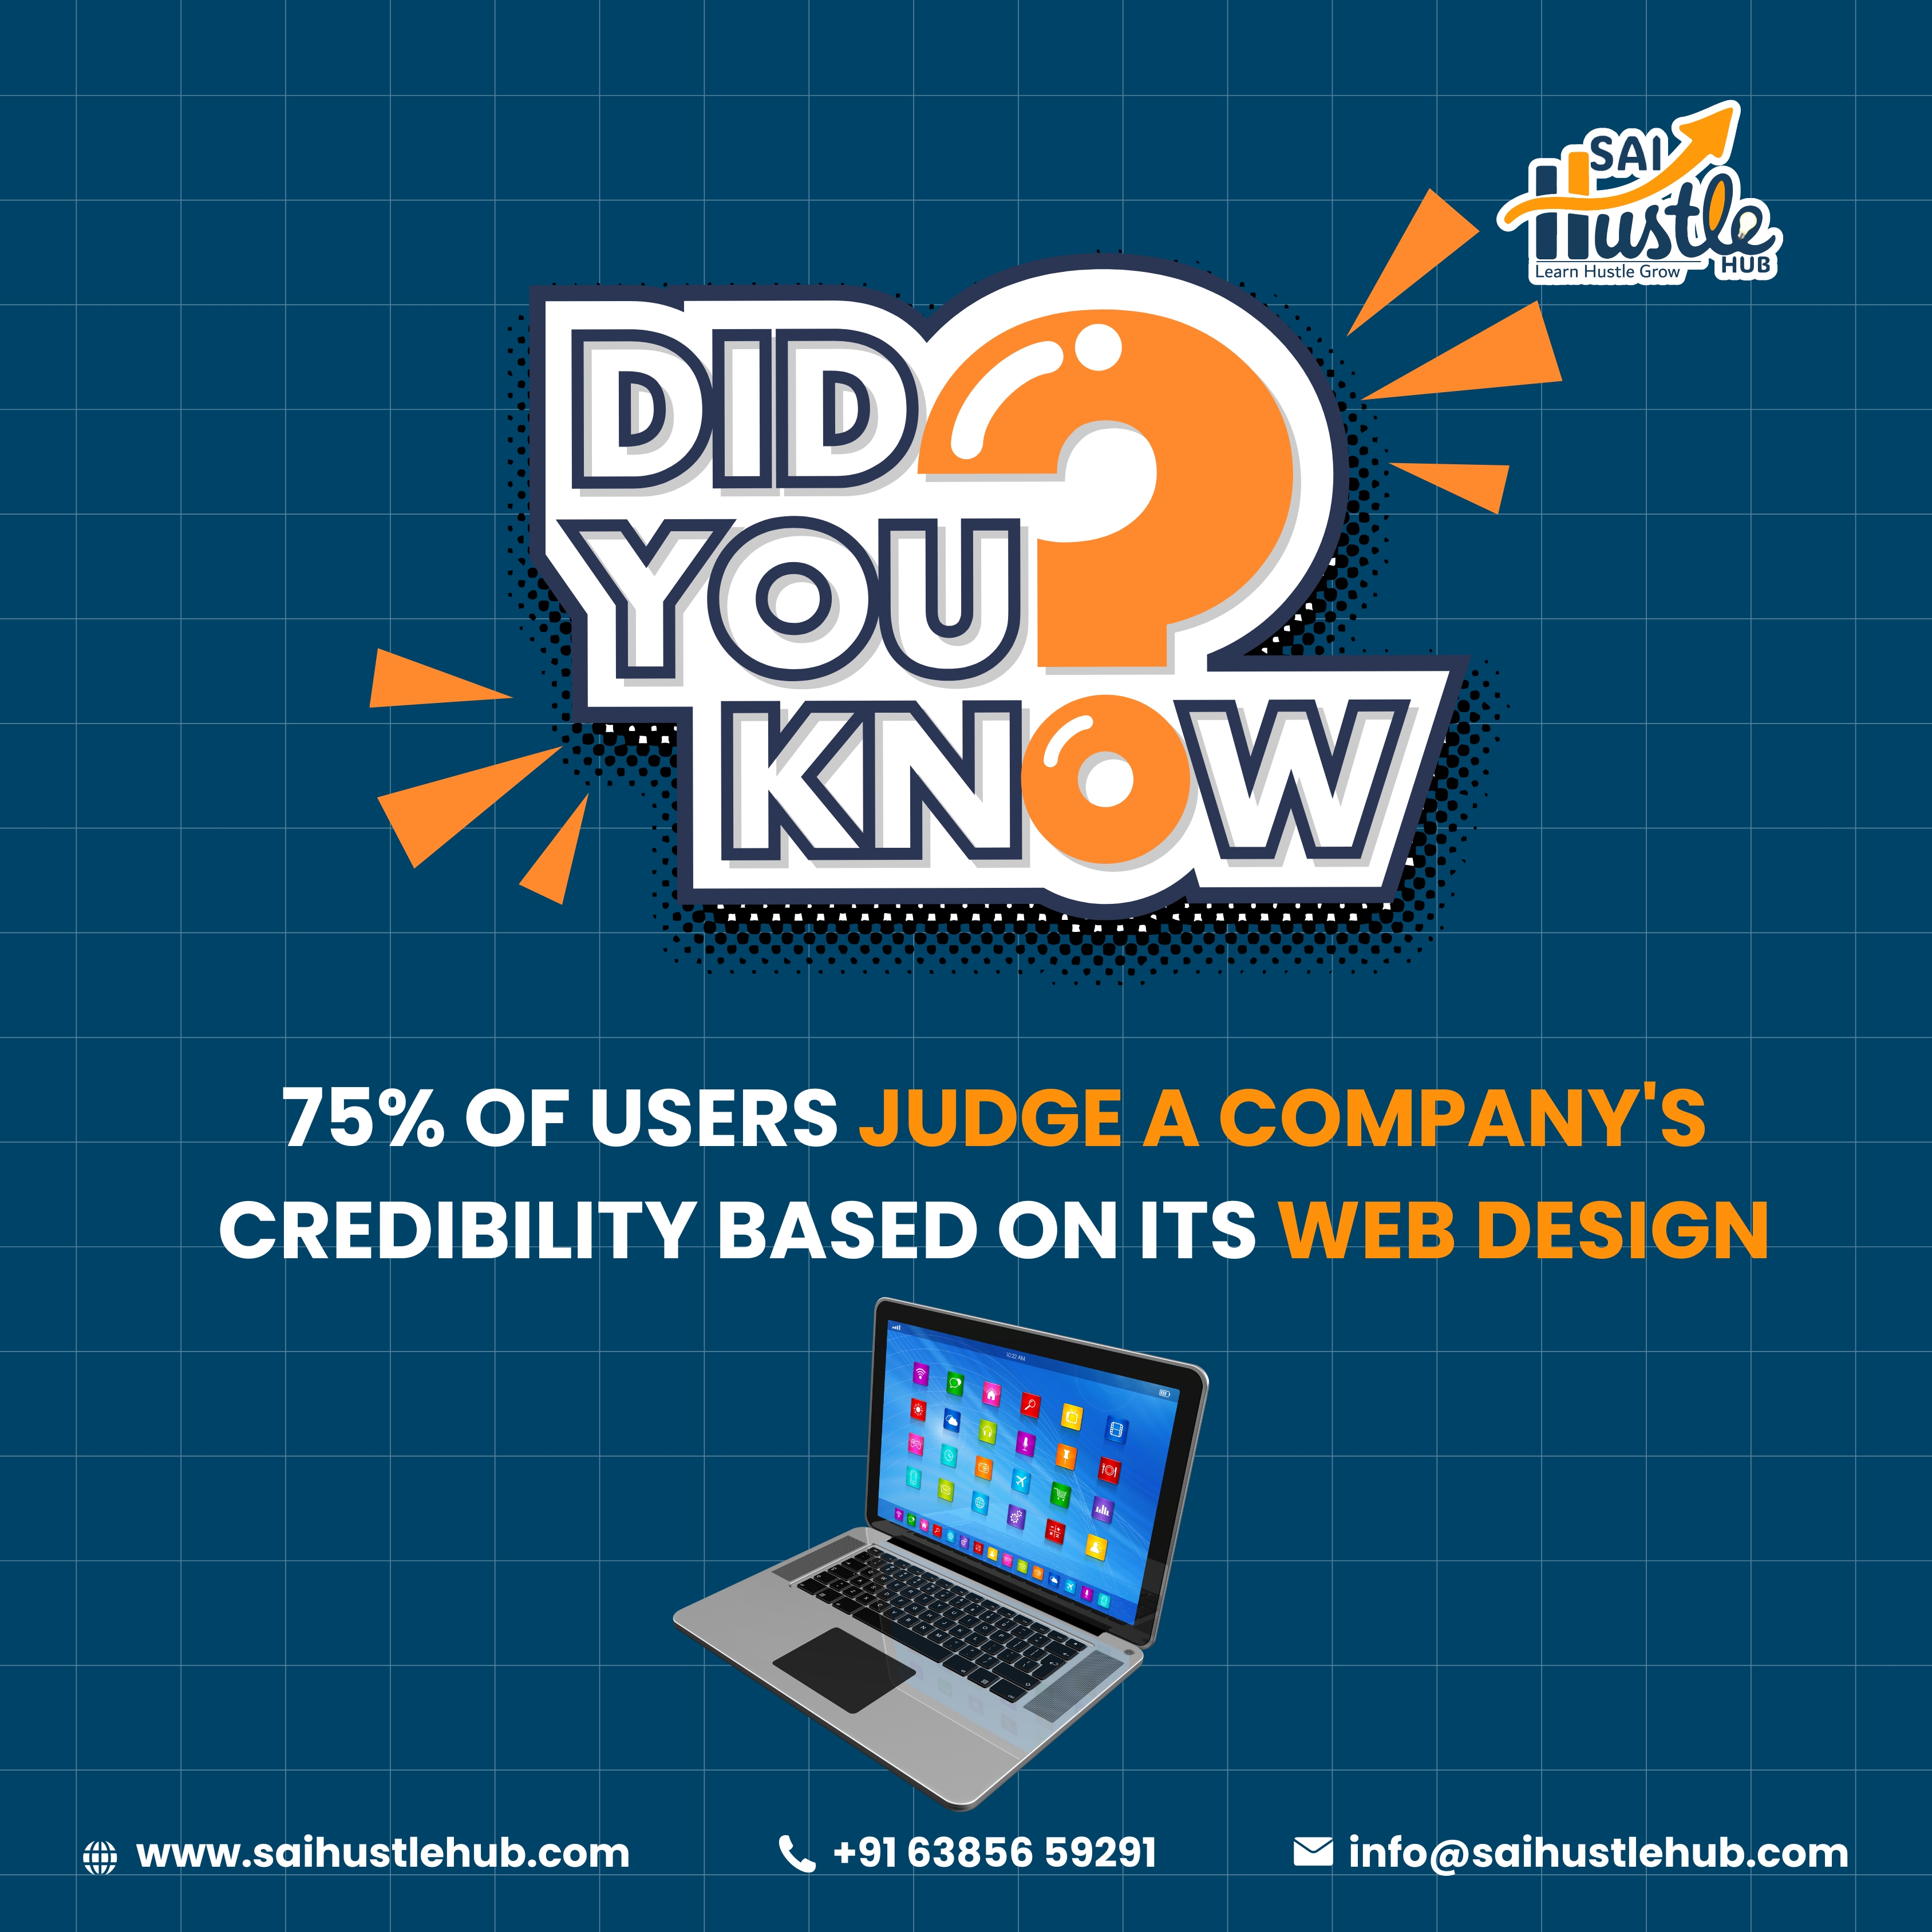 SAI
Hustle
HUB
Learn Hustle Grow
DID
YOU
KNOW
?
75% OF USERS JUDGE A COMPANY'S
CREDIBILITY BASED ON ITS WEB DESIGN
www.saihustlehub.com
+91 63856 59291
info@saihustlehub.com